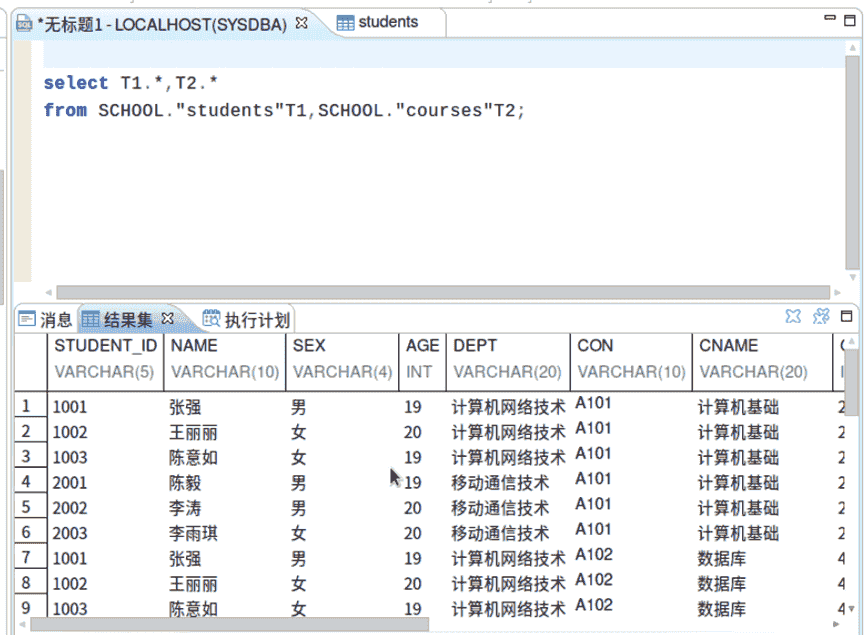 *无标题1 - LOCALHOST(SYSDBA) students
select T1.*,T2.*
from SCHOOL."students"T1,SCHOOL."courses"T2;
消息 结果集 执行计划
STUDENT_ID NAME SEX AGE DEPT CON CNAME
VARCHAR(5) VARCHAR(10) VARCHAR(4) INT VARCHAR(20) VARCHAR(10) VARCHAR(20)
1 1001 张强 男 19 计算机网络技术 A101 计算机基础 2
2 1002 王丽丽 女 20 计算机网络技术 A101 计算机基础 2
3 1003 陈意如 女 19 计算机网络技术 A101 计算机基础 2
4 2001 陈毅 男 19 移动通信技术 A101 计算机基础 2
5 2002 李涛 男 20 移动通信技术 A101 计算机基础 2
6 2003 李雨琪 女 20 移动通信技术 A101 计算机基础 2
7 1001 张强 男 19 计算机网络技术 A102 数据库 4
8 1002 王丽丽 女 20 计算机网络技术 A102 数据库 4
9 1003 陈意如 女 19 计算机网络技术 A102 数据库 4